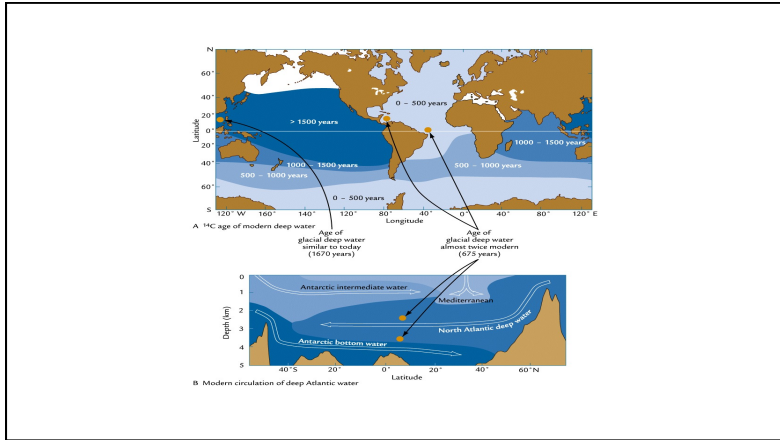 N
60°
40°
20°
0°
20°
40°
60°
S
Latitude
0 – 500 years
> 1500 years
1000 – 1500 years
1000 – 1500 years
500 – 1000 years
500 – 1000 years
0 – 500 years
120° W 160° 160° 120° 80° 40° 0° 40° 80° 120° E
Longitude
A 14C age of modern deep water
Age of
glacial deep water
similar to today
(1670 years)
Age of
glacial deep water
almost twice modern
(675 years)
0
1
2
3
4
5
Depth (km)
Antarctic intermediate water
Mediterranean
North Atlantic deep water
Antarctic bottom water
40°S 20° 0° 20° 40° 60°N
Latitude
B Modern circulation of deep Atlantic water